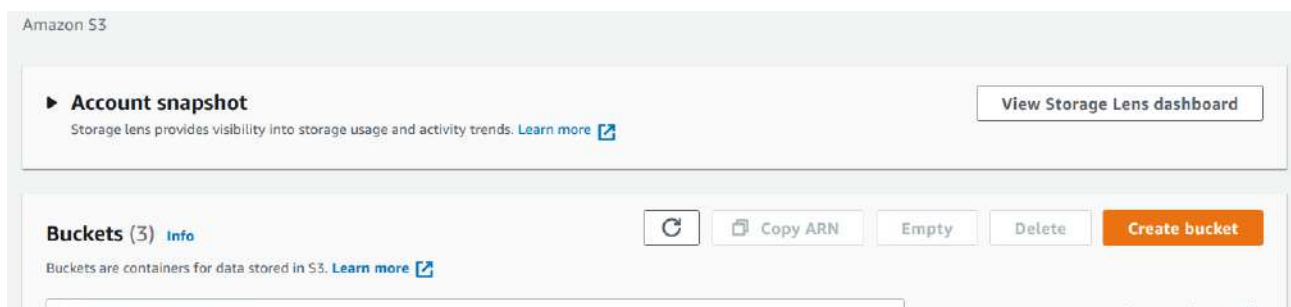 Amazon S3
Account snapshot
View Storage Lens dashboard
Storage lens provides visibility into storage usage and activity trends. Learn more
Buckets (3) Info
Copy ARN
Empty
Delete
Create bucket
Buckets are containers for data stored in S3. Learn more